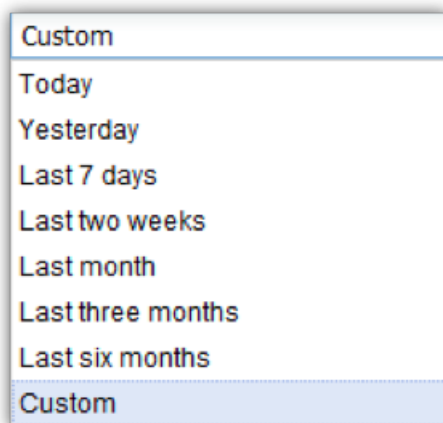 Custom
Today
Yesterday
Last 7 days
Last two weeks
Last month
Last three months
Last six months
Custom